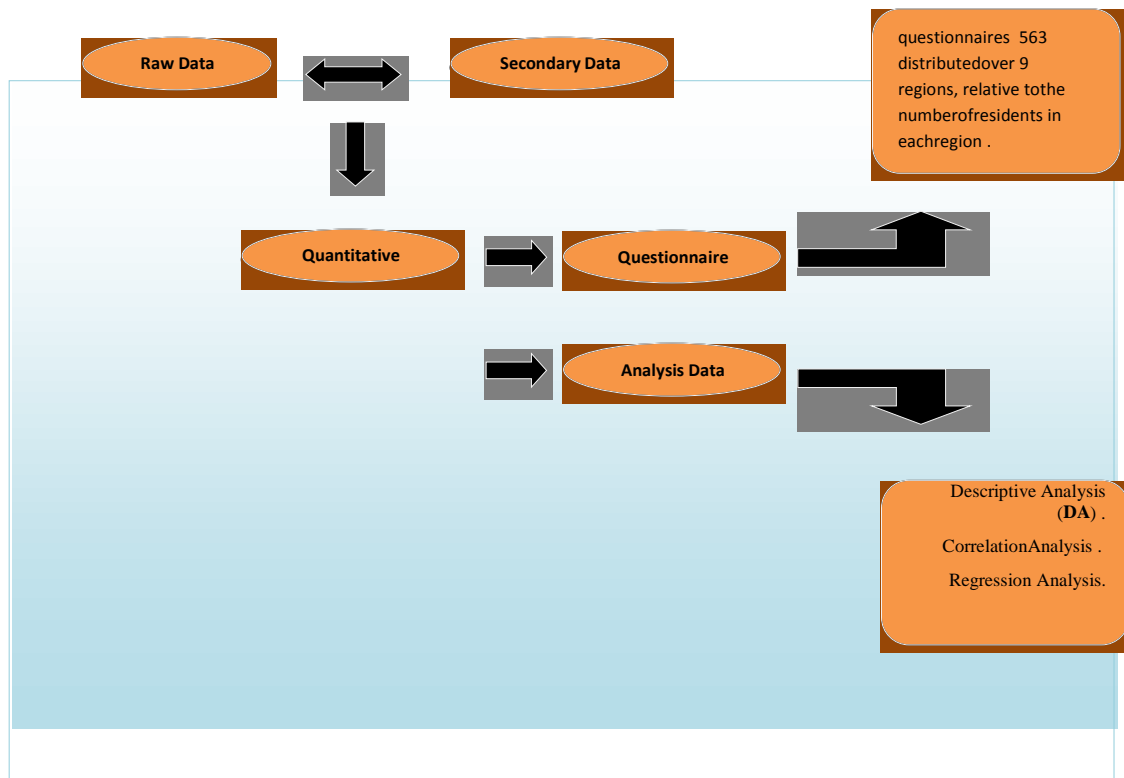 Raw Data
Secondary Data
questionnaires 563
distributedover 9
regions, relative tothe
numberofresidents in
eachregion .
Quantitative
Questionnaire
Analysis Data
Descriptive Analysis
(DA) .
CorrelationAnalysis .
Regression Analysis.